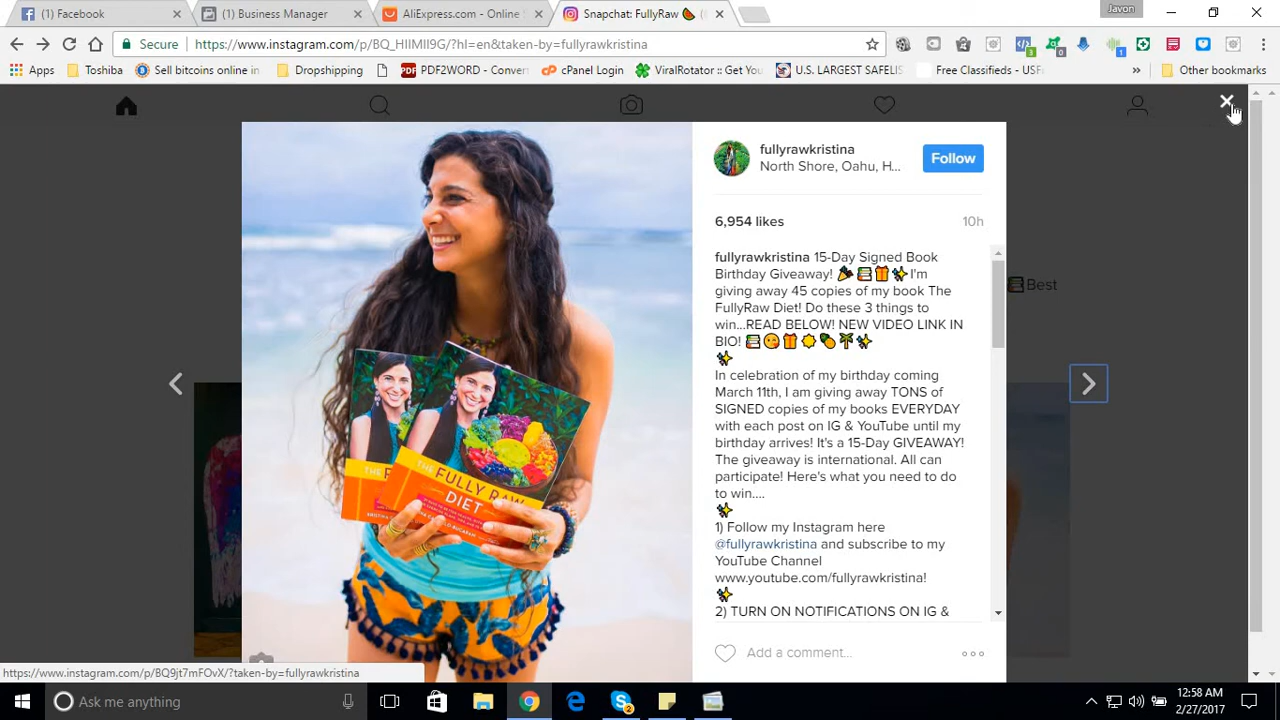 (1) Facebook
(1) Business Manager
AliExpress.com - Online
Snapchat: FullyRaw 🍉 (
Javon
Secure
https://www.instagram.com/p/BQ_HIIMIl9G/?hl=en&taken-by=fullyrawkristina
Apps
Toshiba
Sell bitcoins online in
Dropshipping
PDF2WORD - Convert
cPanel Login
ViralRotator :: Get You
U.S. LARGEST SAFELIS
Free Classifieds - USF
Other bookmarks
fullyrawkristina
North Shore, Oahu, H...
Follow
6,954 likes
10h
fullyrawkristina 15-Day Signed Book
Birthday Giveaway! 🎉📚🎁✨I'm
giving away 45 copies of my book The
FullyRaw Diet! Do these 3 things to
win...READ BELOW! NEW VIDEO LINK IN
BIO! 📚😘🎁🌞🍍🌴✨
✨
In celebration of my birthday coming
March 11th, I am giving away TONS of
SIGNED copies of my books EVERYDAY
with each post on IG & YouTube until my
birthday arrives! It's a 15-Day GIVEAWAY!
The giveaway is international. All can
participate! Here's what you need to do
to win....
✨
1) Follow my Instagram here
@fullyrawkristina and subscribe to my
YouTube Channel
www.youtube.com/fullyrawkristina!
✨
2) TURN ON NOTIFICATIONS ON IG &
Add a comment...
📚Best
THE
FULLY RAW
DIET
https://www.instagram.com/p/BQ9jt7mFOvX/?taken-by=fullyrawkristina
Ask me anything
12:58 AM
2/27/2017